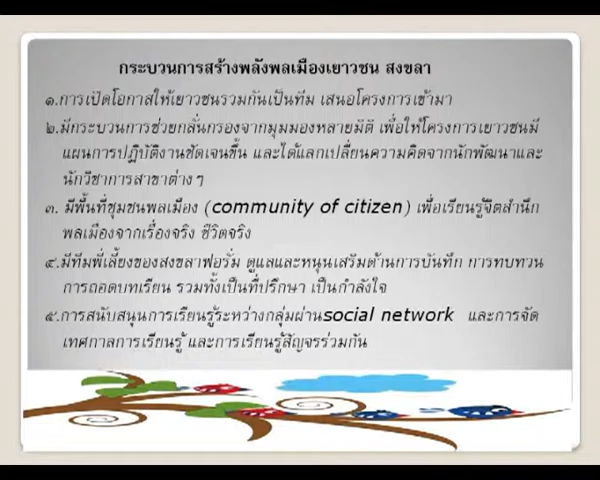 กระบวนการสร้างพลังพลเมืองเยาวชน สงขลา
๑.การเปิดโอกาสให้เยาวชนรวมกันเป็นทีม เสนอโครงการเข้ามา
๒.มีกระบวนการช่วยกลั่นกรองจากมุมมองหลายมิติ เพื่อให้โครงการเยาวชนมี
แผนการปฏิบัติงานชัดเจนขึ้น และได้แลกเปลี่ยนความคิดจากนักพัฒนาและ
นักวิชาการสาขาต่างๆ
๓. มีพื้นที่ชุมชนพลเมือง (community of citizen) เพื่อเรียนรู้จิตสำนึก
พลเมืองจากเรื่องจริง ชีวิตจริง
๔.มีทีมพี่เลี้ยงของสงขลาฟอรั่ม ดูแลและหนุนเสริมด้านการบันทึก การทบทวน
การถอดบทเรียน รวมทั้งเป็นที่ปรึกษา เป็นกำลังใจ
๕.การสนับสนุนการเรียนรู้ระหว่างกลุ่มผ่านsocial network และการจัด
เทศกาลการเรียนรู้ และการเรียนรู้สัญจรร่วมกัน